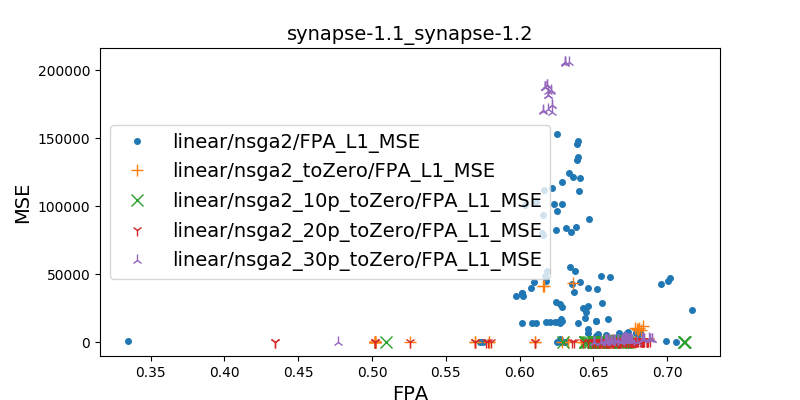 synapse-1.1_synapse-1.2
200000
150000
100000
50000
0
MSE
linear/nsga2/FPA_L1_MSE
linear/nsga2_toZero/FPA_L1_MSE
linear/nsga2_10p_toZero/FPA_L1_MSE
linear/nsga2_20p_toZero/FPA_L1_MSE
linear/nsga2_30p_toZero/FPA_L1_MSE
0.35 0.40 0.45 0.50 0.55 0.60 0.65 0.70
FPA